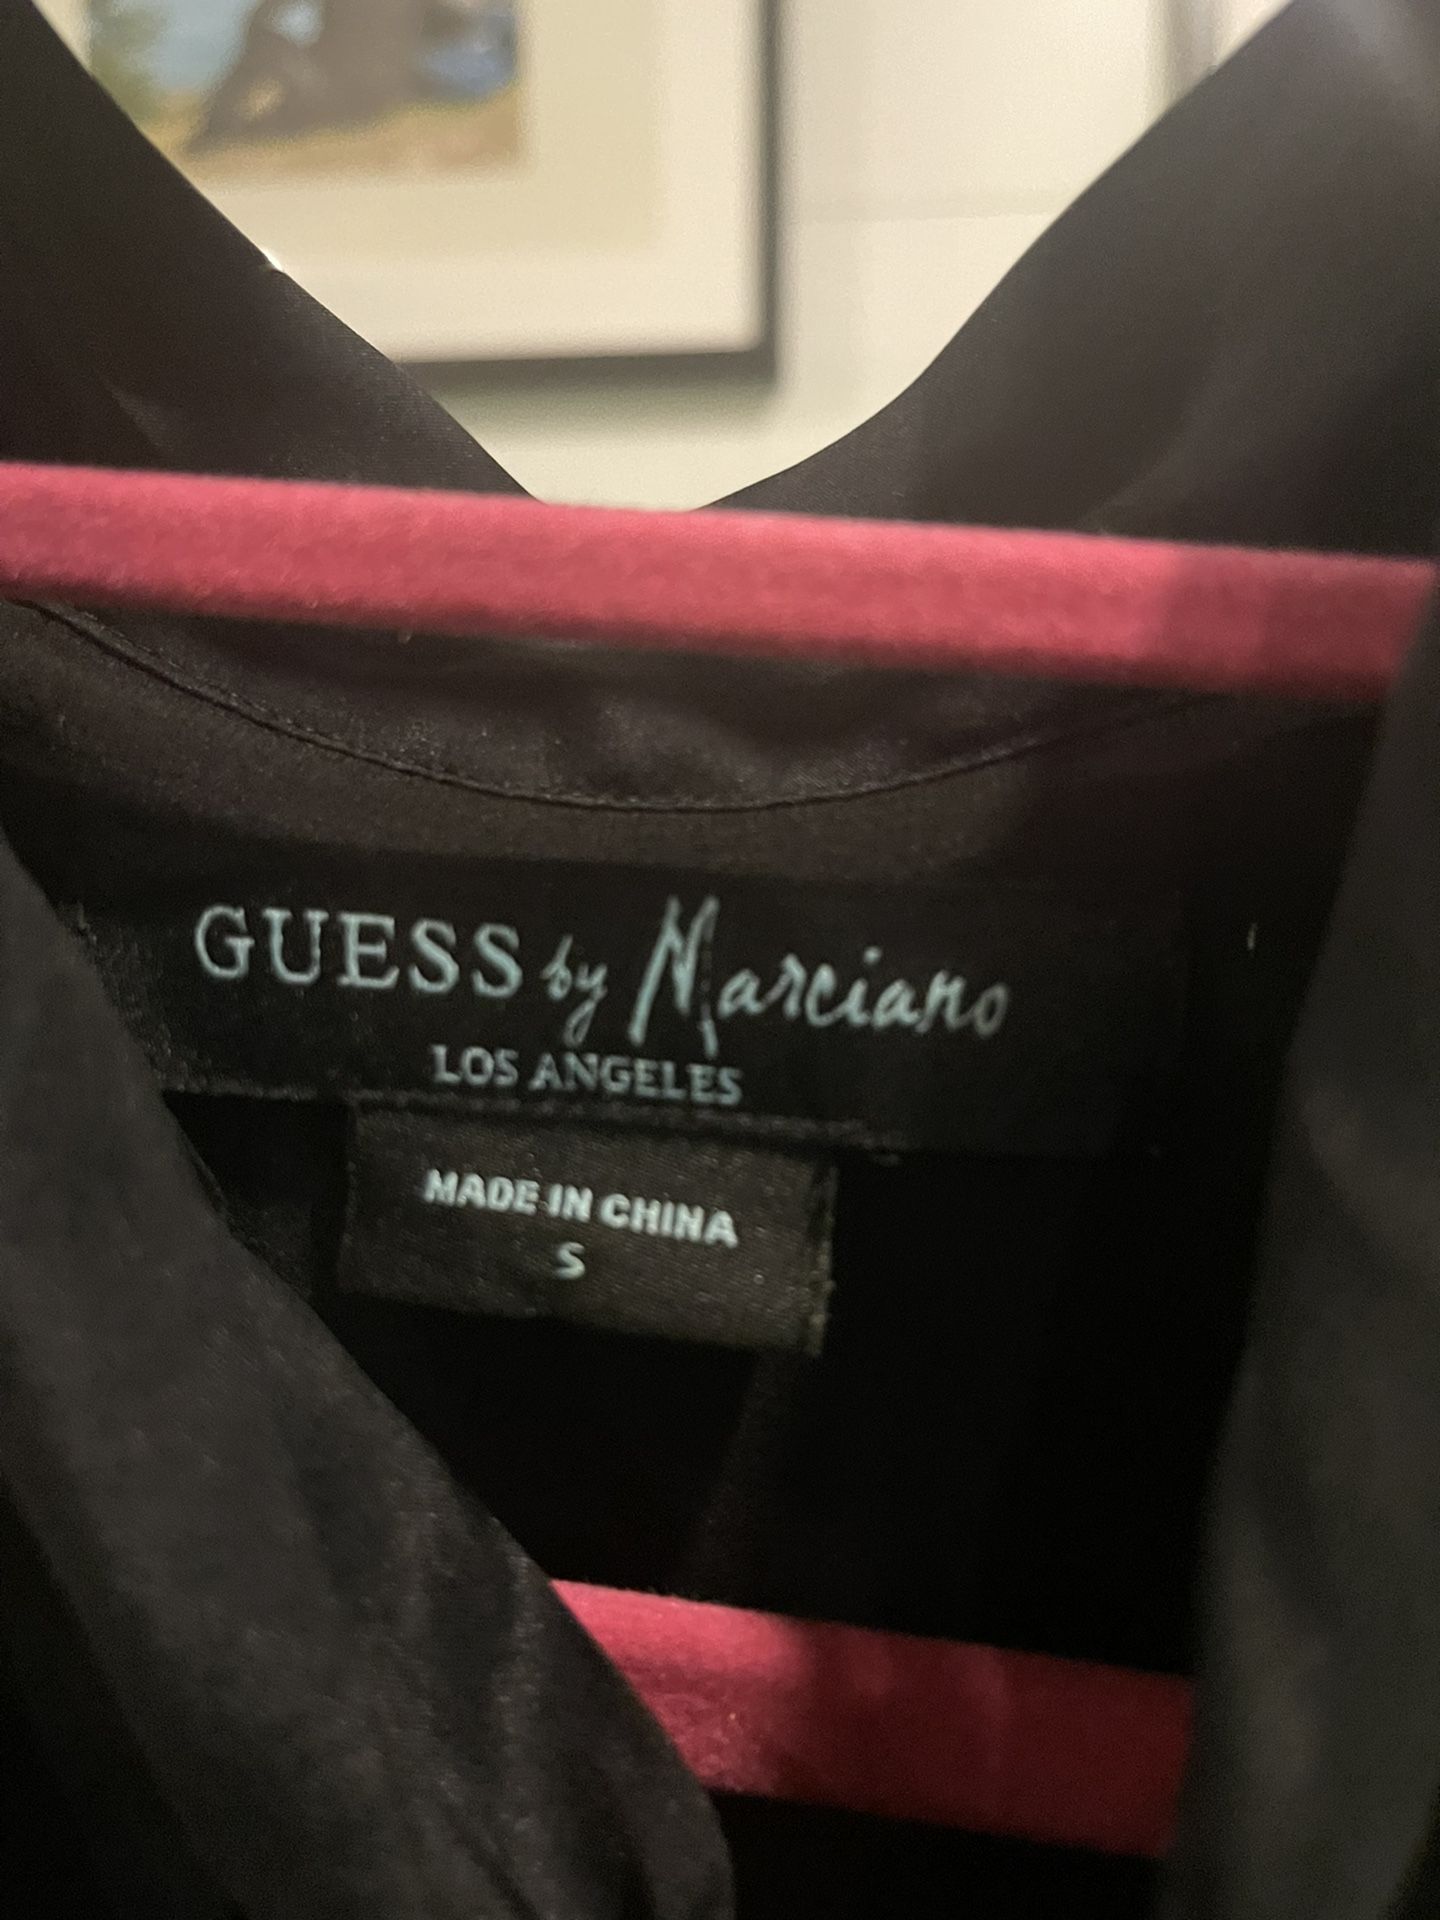 GUESS by Marciano
LOS ANGELES
MADE IN CHINA
S